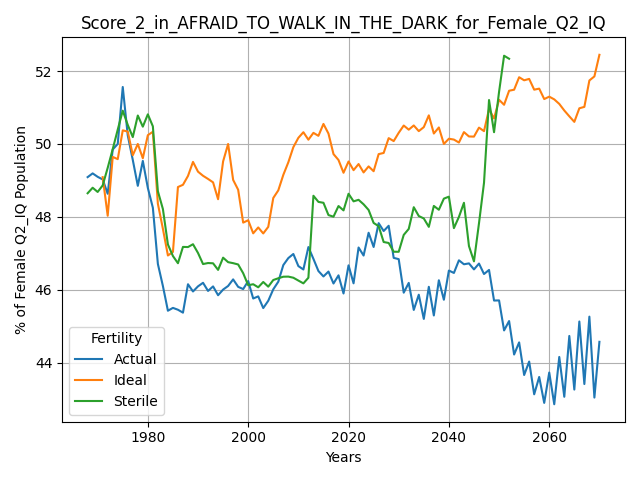 Score_2_in_AFRAID_TO_WALK_IN_THE_DARK_for_Female_Q2_IQ
% of Female Q2_IQ Population
52
50
48
46
44
Fertility
Actual
Ideal
Sterile
1980
2000
2020
2040
2060
Years